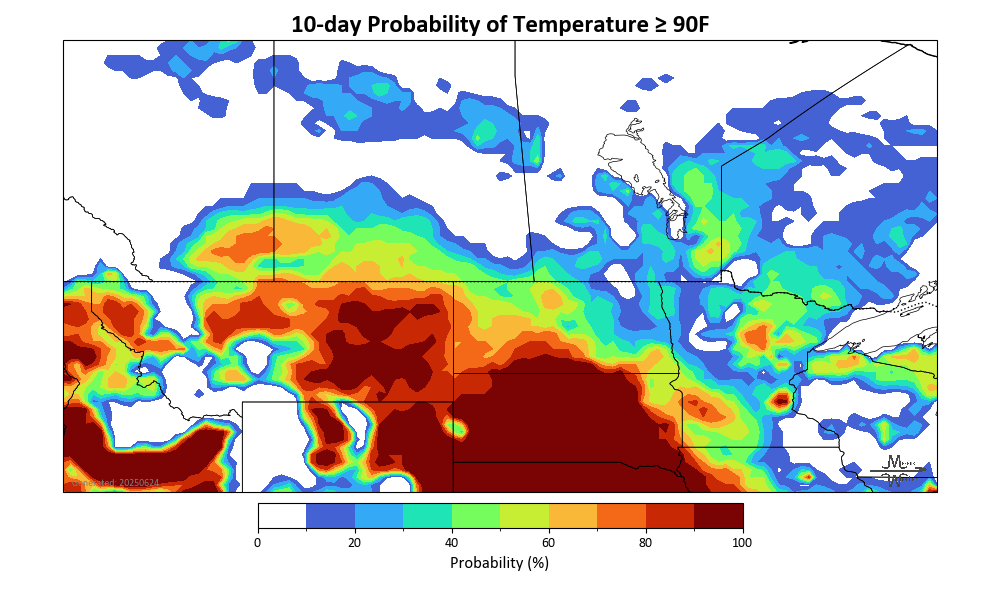 10-day Probability of Temperature ≥ 90F
Generated: 20250624
0 20 40 60 80 100
Probability (%)